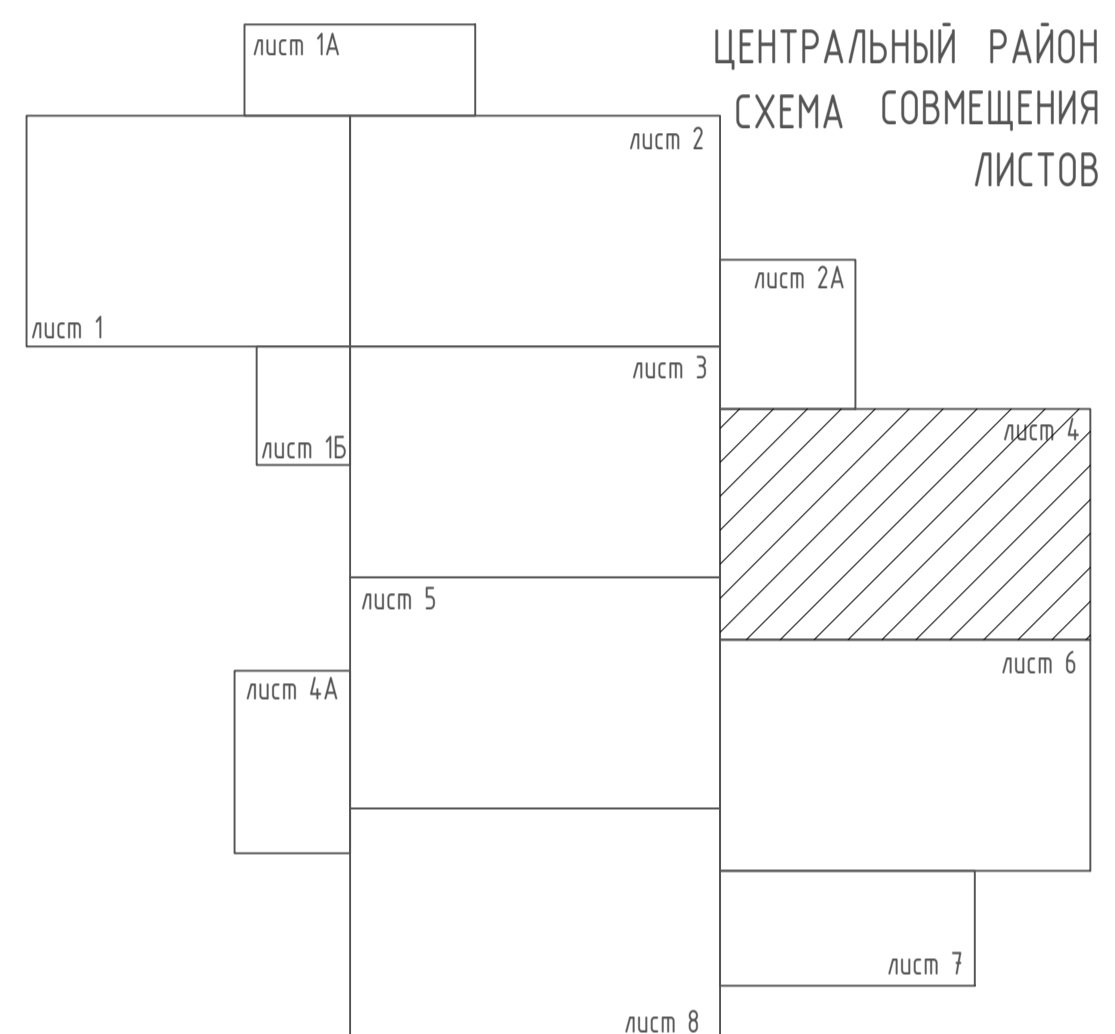 ЦЕНТРАЛЬНЫЙ РАЙОН
СХЕМА СОВМЕЩЕНИЯ
ЛИСТОВ
лист 1А
лист 2
лист 2А
лист 1
лист 3
лист 4
лист 1Б
лист 5
лист 6
лист 4А
лист 7
лист 8